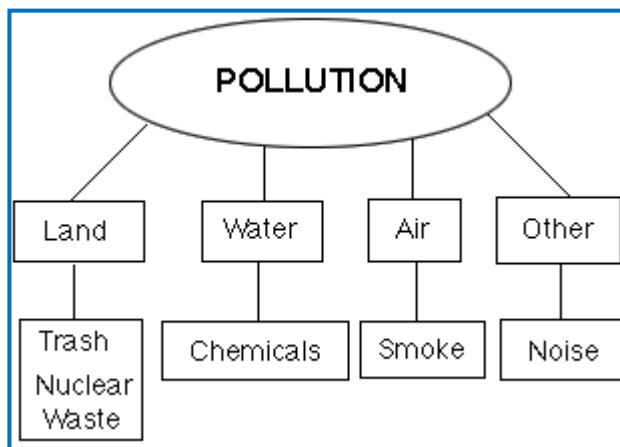 POLLUTION
Land
Water
Air
Other
Trash
Nuclear
Waste
Chemicals
Smoke
Noise